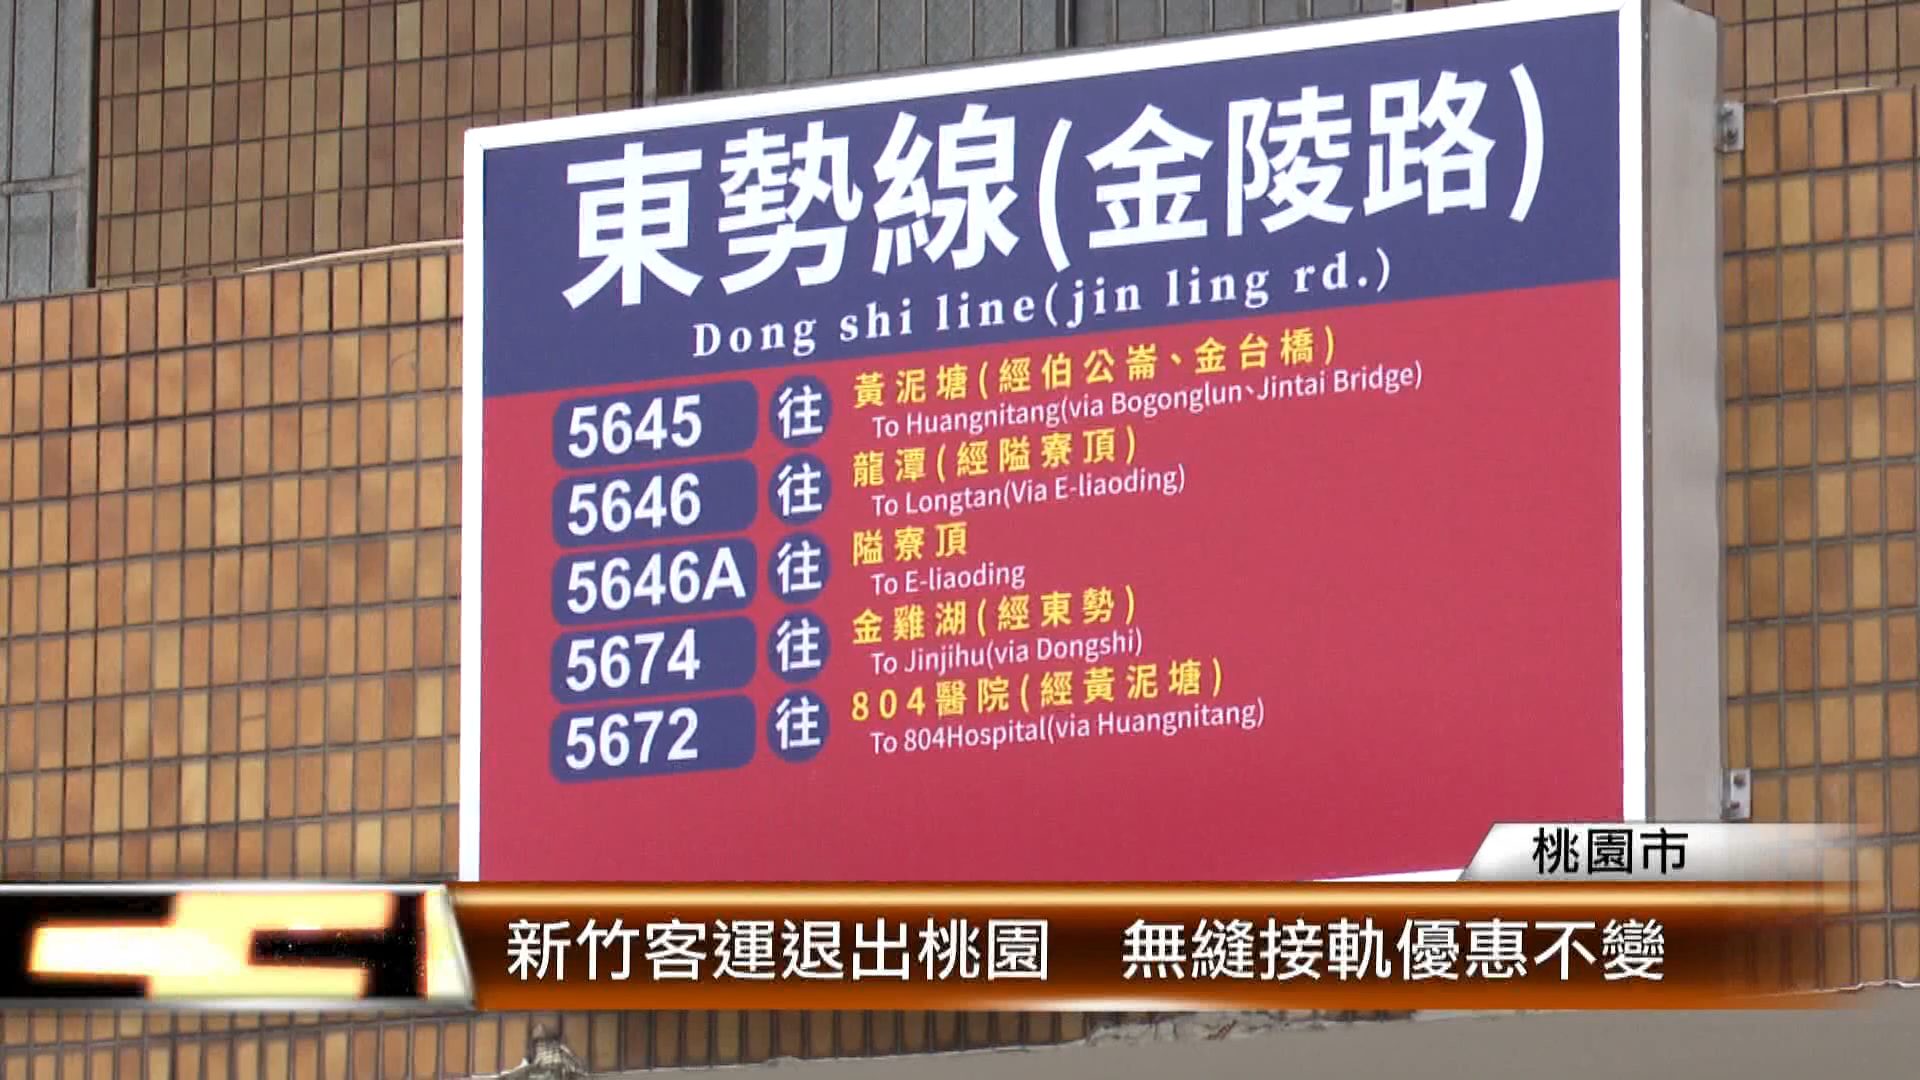 東勢線(金陵路)
Dong shi line(jin ling rd.)
5645 往 黃泥塘(經伯公崙、金台橋)
To Huangnitang(via Bogonglun、Jintai Bridge)
5646 往 龍潭(經隘寮頂)
To Longtan(Via E-liaoding)
5646A 往 隘寮頂
To E-liaoding
5674 往 金雞湖(經東勢)
To Jinjihu(via Dongshi)
5672 往 804醫院(經黃泥塘)
To 804Hospital(via Huangnitang)
桃園市
新竹客運退出桃園 無縫接軌優惠不變